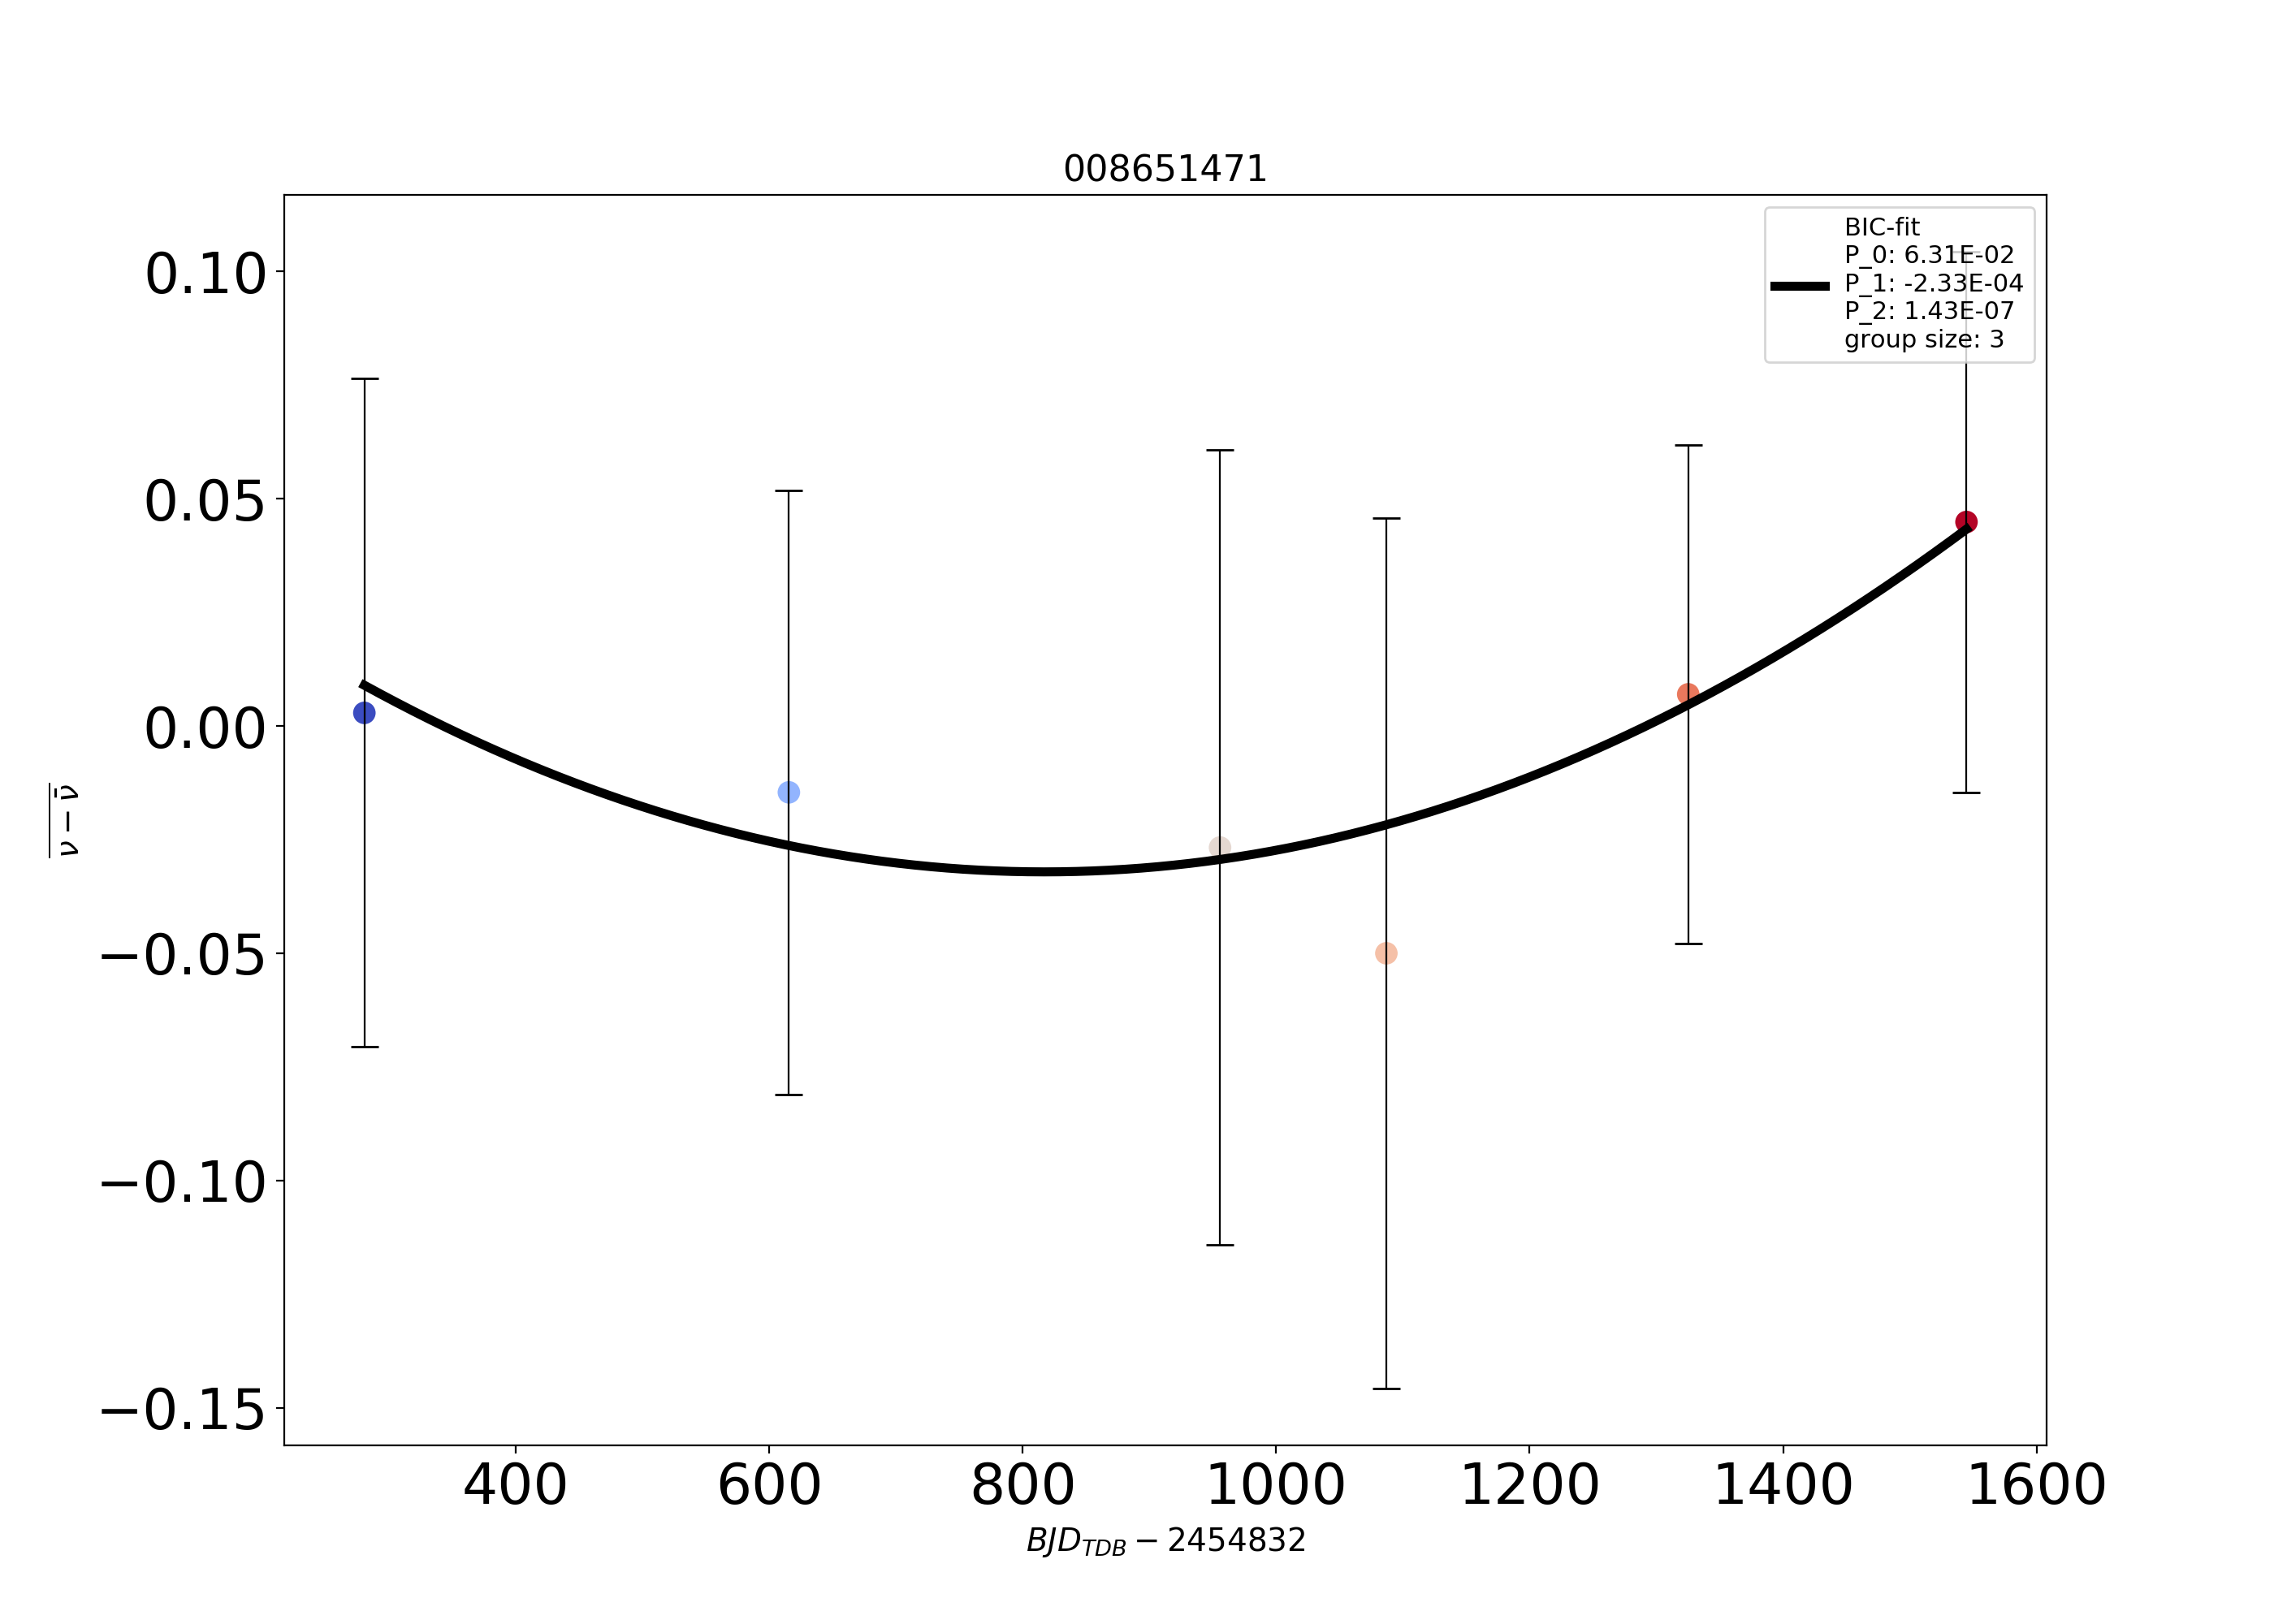 008651471
BIC-fit
P_0: 6.31E-02
P_1: -2.33E-04
P_2: 1.43E-07
group size: 3
0.10
0.05
0.00
−0.05
−0.10
−0.15
ν − ν̄
400 600 800 1000 1200 1400 1600
BJD_TDB − 2454832